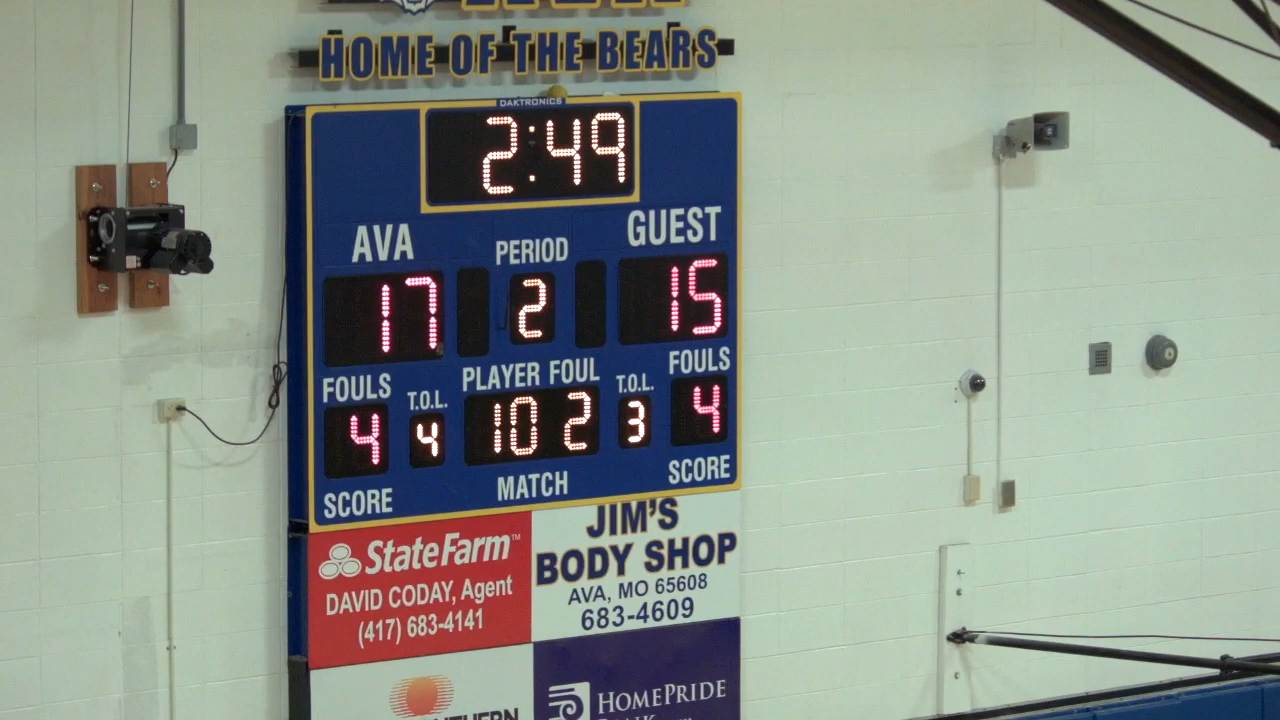 HOME OF THE BEARS
DAKTRONICS
2:49
AVA PERIOD GUEST
17 2 15
FOULS PLAYER FOUL FOULS
T.O.L. T.O.L.
4 4 10 2 3 4
SCORE MATCH SCORE
StateFarm™
DAVID CODAY, Agent
(417) 683-4141
JIM'S
BODY SHOP
AVA, MO 65608
683-4609
HOMEPRIDE